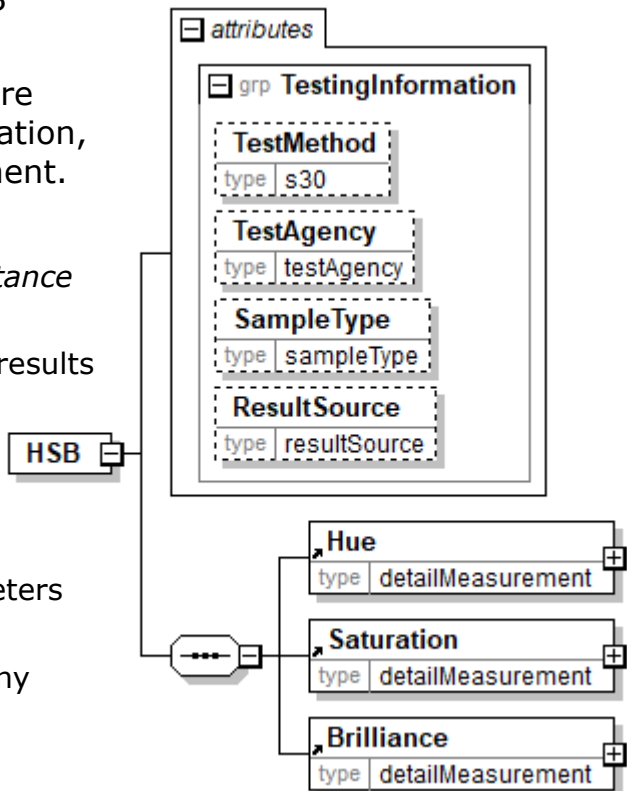 re
ation,
nent.
tance
results
eters
ny
attributes
grp TestingInformation
TestMethod
type s30
TestAgency
type testAgency
SampleType
type sampleType
ResultSource
type resultSource
HSB
Hue
type detailMeasurement
Saturation
type detailMeasurement
Brilliance
type detailMeasurement